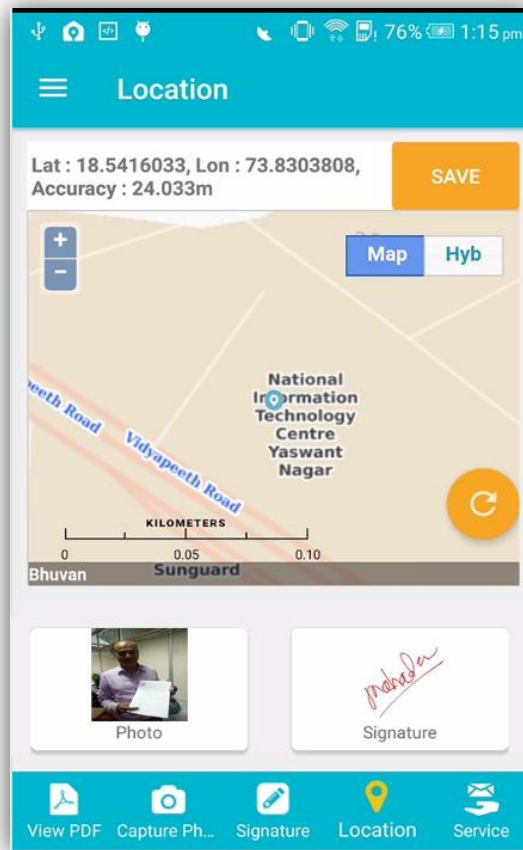 76% 1:15 pm
Location
Lat : 18.5416033, Lon : 73.8303808,
Accuracy : 24.033m
SAVE
+
−
Map Hyb
National
Information
Technology
Centre
Yaswant
Nagar
peeth Road
Vidyapeeth Road
KILOMETERS
0 0.05 0.10
Bhuvan
Sunguard
Photo
Signature
View PDF Capture Ph... Signature Location Service